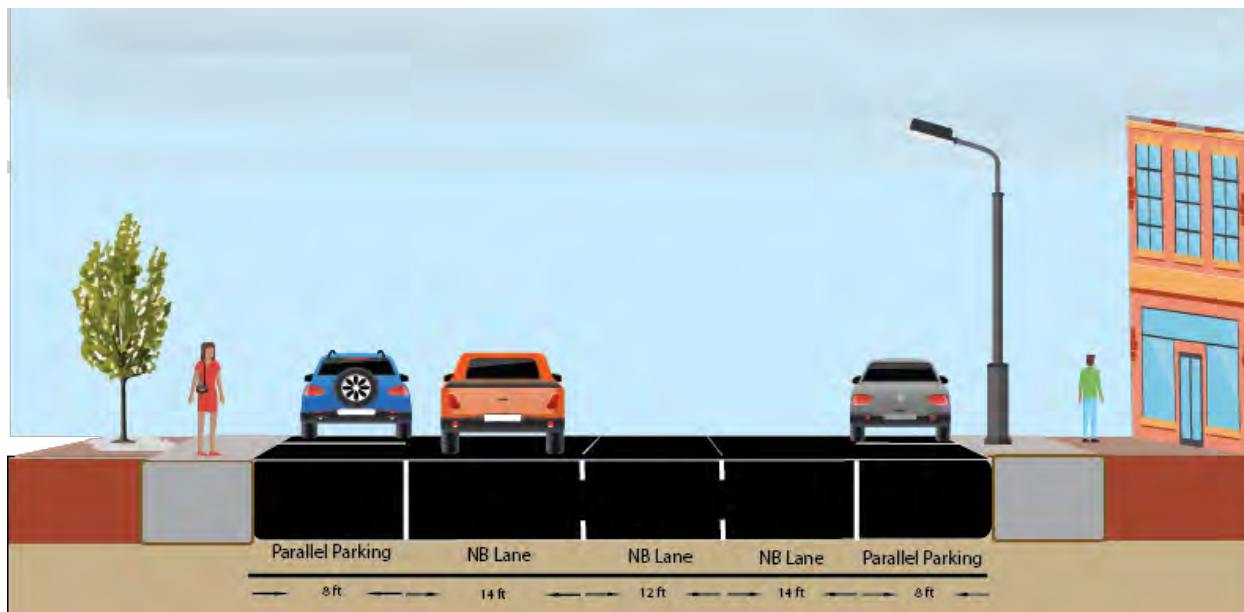 Parallel Parking NB Lane NB Lane NB Lane Parallel Parking
8 ft 14 ft 12 ft 14 ft 8 ft